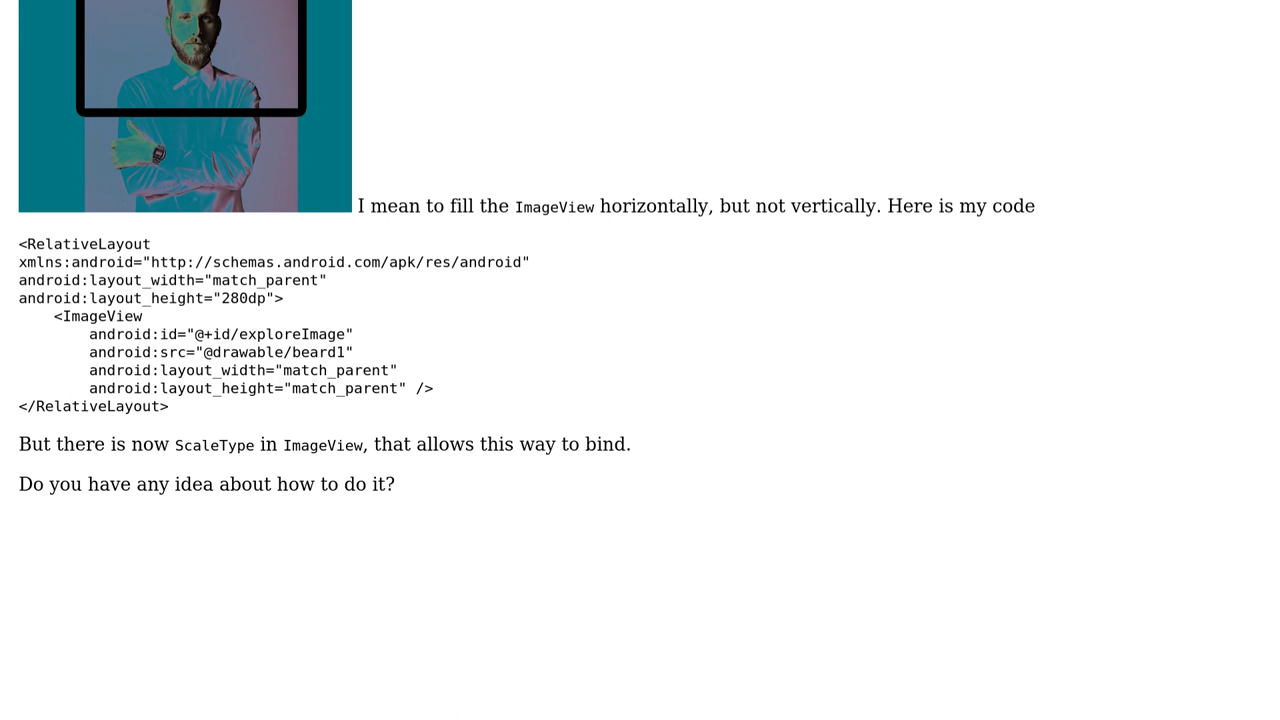 I mean to fill the ImageView horizontally, but not vertically. Here is my code
<RelativeLayout
xmlns:android="http://schemas.android.com/apk/res/android"
android:layout_width="match_parent"
android:layout_height="280dp">
    <ImageView
        android:id="@+id/exploreImage"
        android:src="@drawable/beard1"
        android:layout_width="match_parent"
        android:layout_height="match_parent" />
</RelativeLayout>
But there is now ScaleType in ImageView, that allows this way to bind.
Do you have any idea about how to do it?